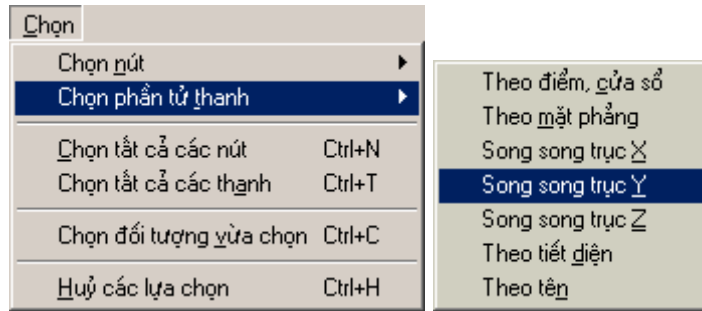 Chọn
Chọn nút
Chọn phần tử thanh
Chọn tất cả các nút Ctrl+N
Chọn tất cả các thanh Ctrl+T
Chọn đối tượng vừa chọn Ctrl+C
Huỷ các lựa chọn Ctrl+H
Theo điểm, cửa sổ
Theo mặt phẳng
Song song trục X
Song song trục Y
Song song trục Z
Theo tiết diện
Theo tên